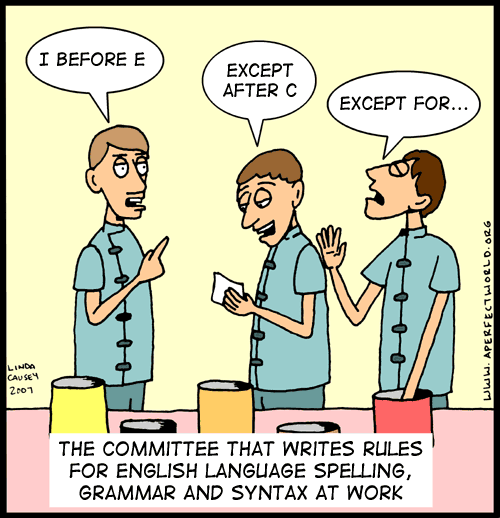 I BEFORE E
EXCEPT
AFTER C
EXCEPT FOR...
LINDA
CAUSEY
2007
WWW.APERFECTWORLD.ORG
THE COMMITTEE THAT WRITES RULES
FOR ENGLISH LANGUAGE SPELLING,
GRAMMAR AND SYNTAX AT WORK